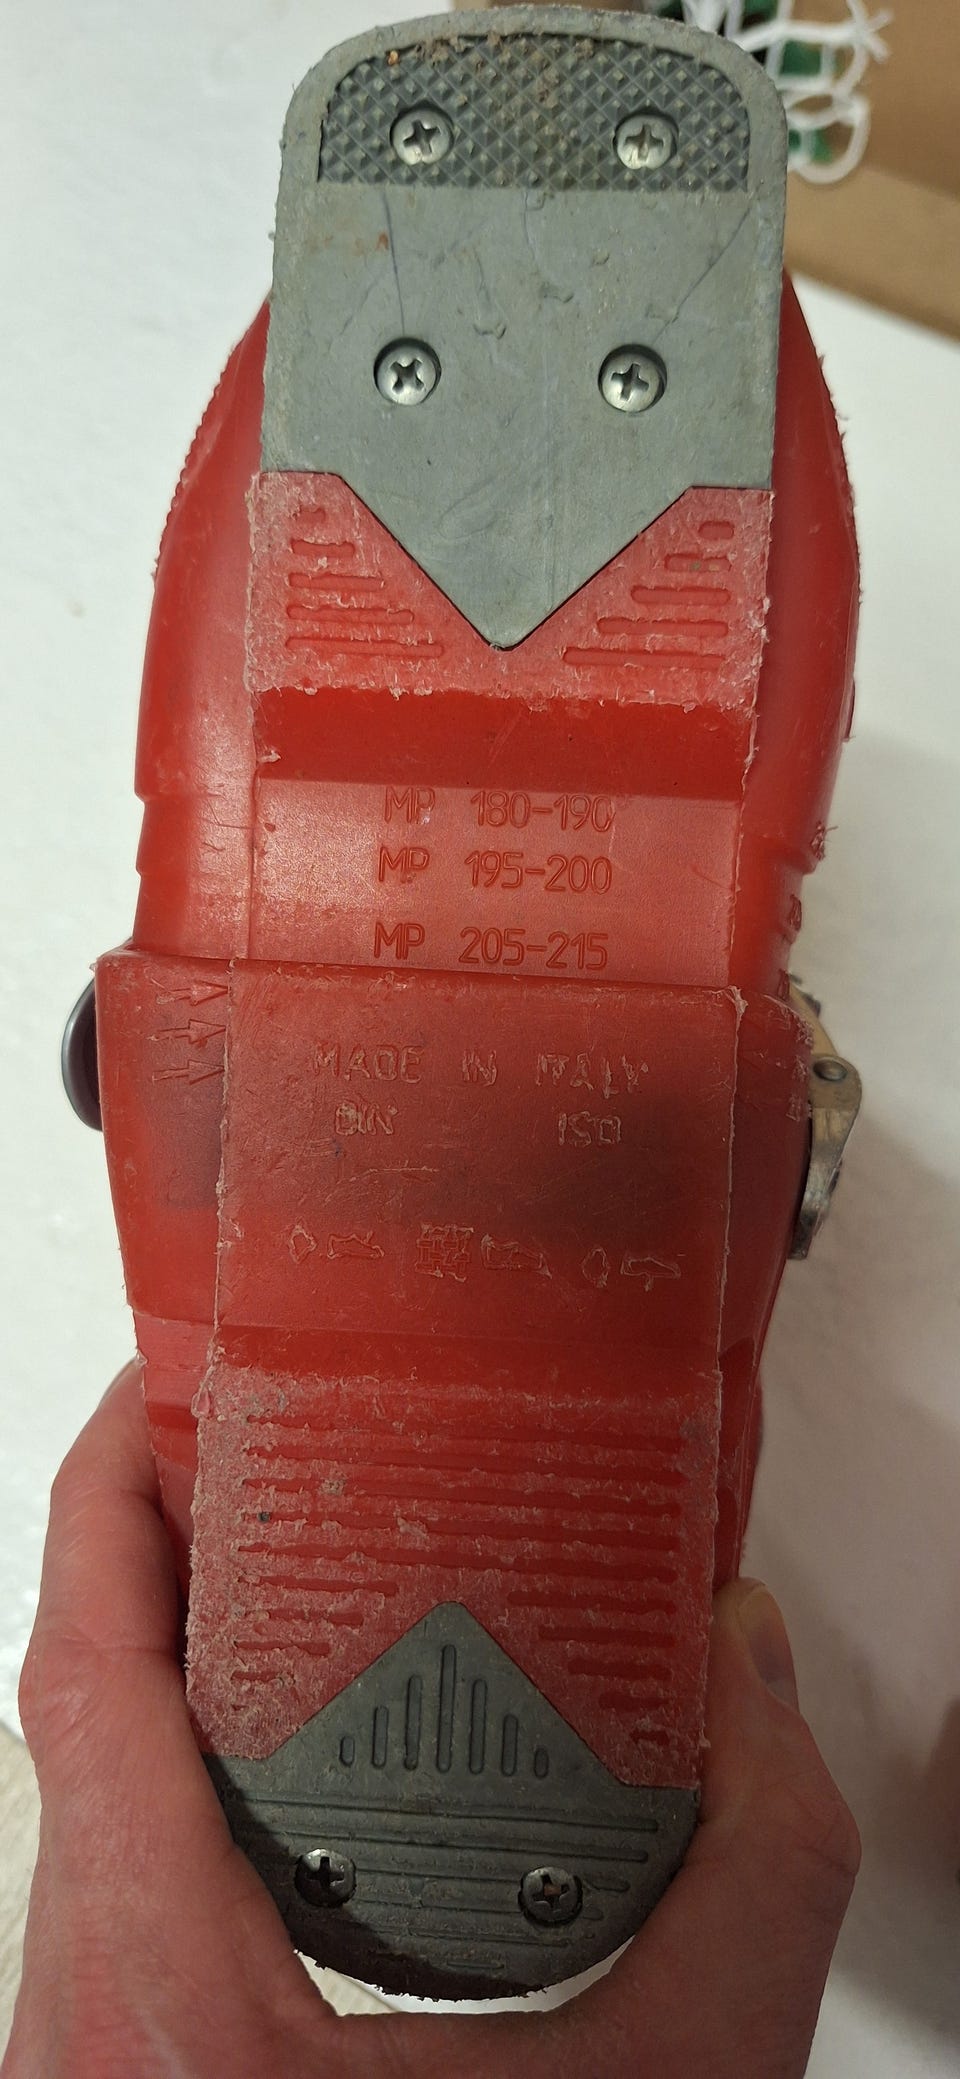 MP 180-190
MP 195-200
MP 205-215
MADE IN ITALY
DIN ISO